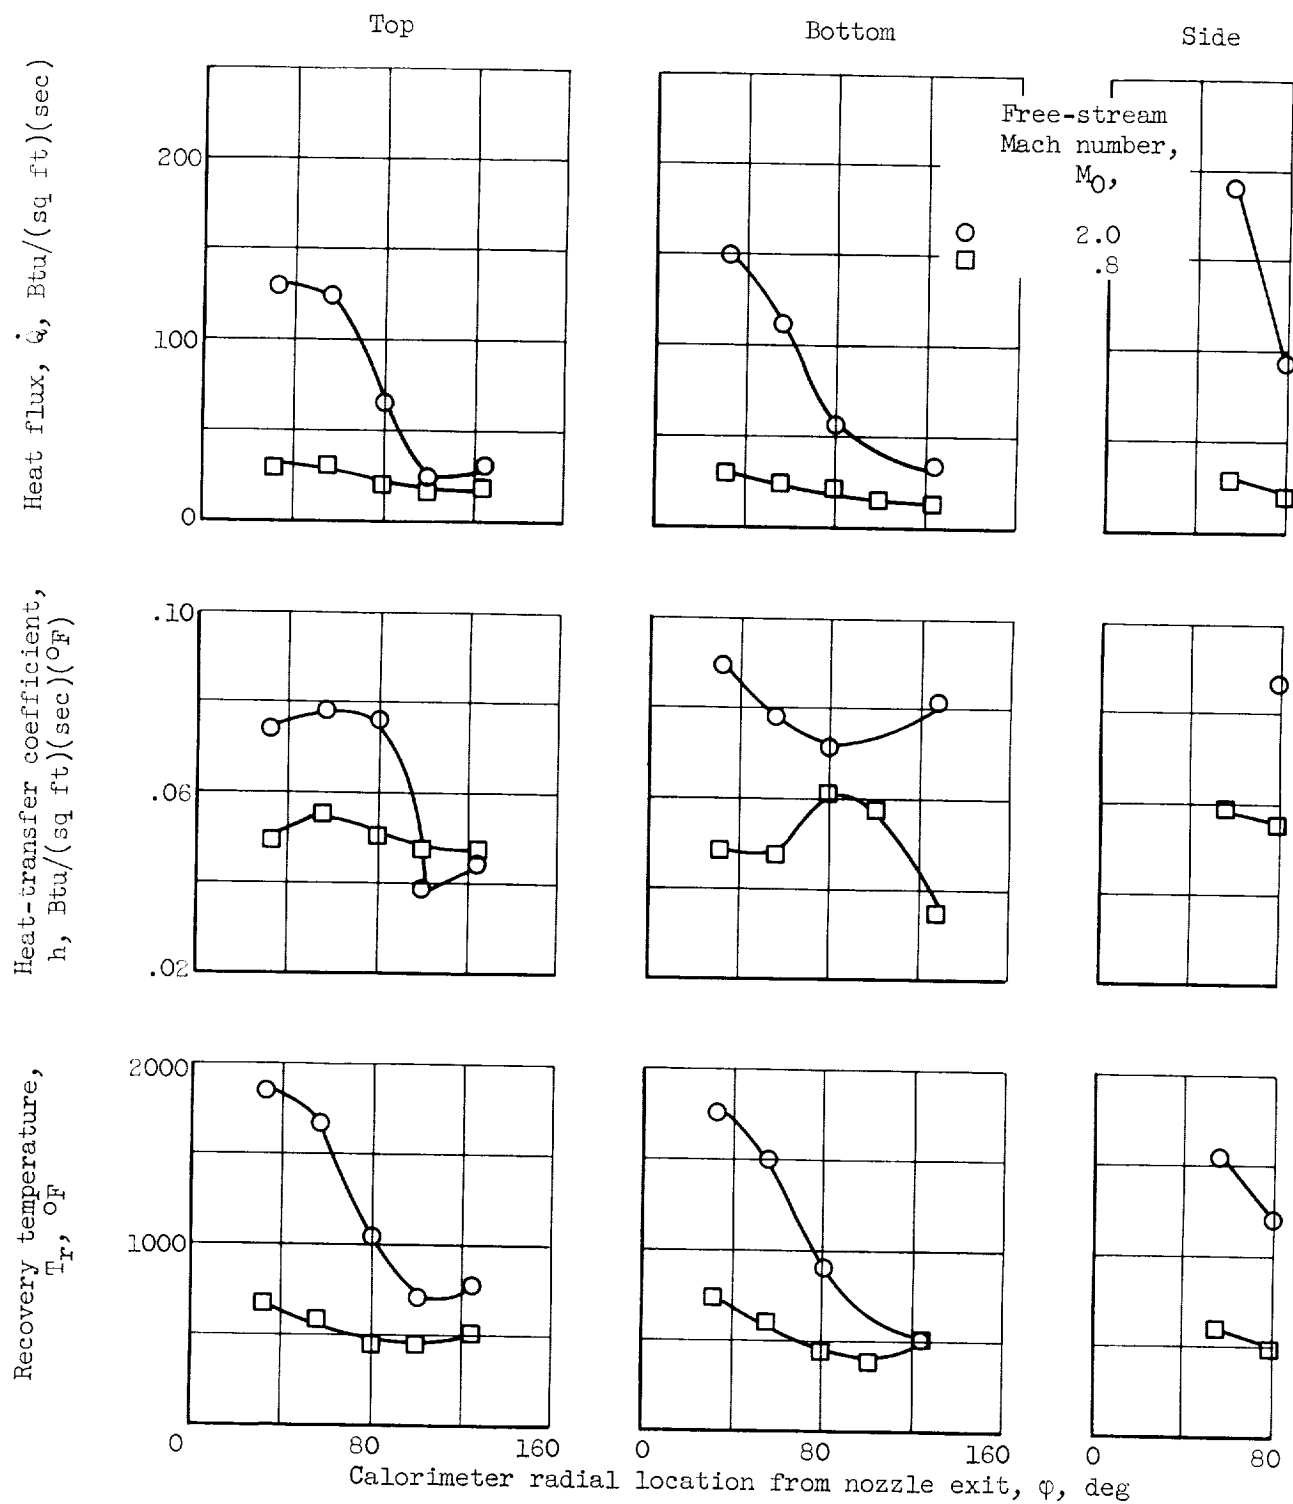 Top
Bottom
Side
Heat flux, Q̇, Btu/(sq ft)(sec)
200
100
0
Free-stream
Mach number,
M0,
2.0
.8
Heat-transfer coefficient,
h, Btu/(sq ft)(sec)(°F)
.10
.06
.02
Recovery temperature,
Tr, °F
2000
1000
0 80 160
0 80 160
0 80
Calorimeter radial location from nozzle exit, φ, deg